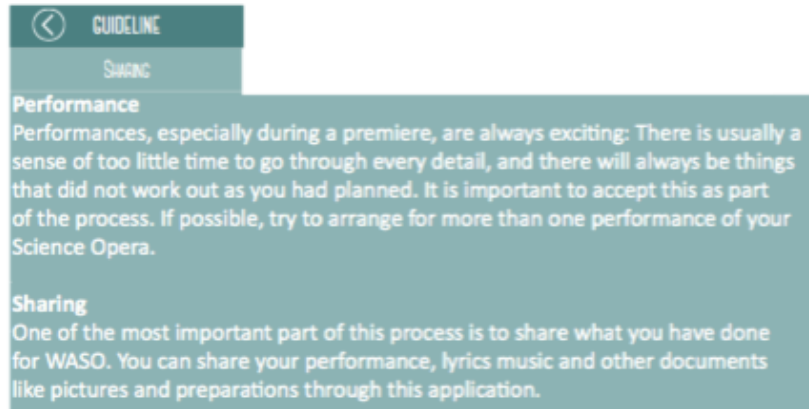 GUIDELINE
SHARING
Performance
Performances, especially during a premiere, are always exciting: There is usually a
sense of too little time to go through every detail, and there will always be things
that did not work out as you had planned. It is important to accept this as part
of the process. If possible, try to arrange for more than one performance of your
Science Opera.
Sharing
One of the most important part of this process is to share what you have done
for WASO. You can share your performance, lyrics music and other documents
like pictures and preparations through this application.